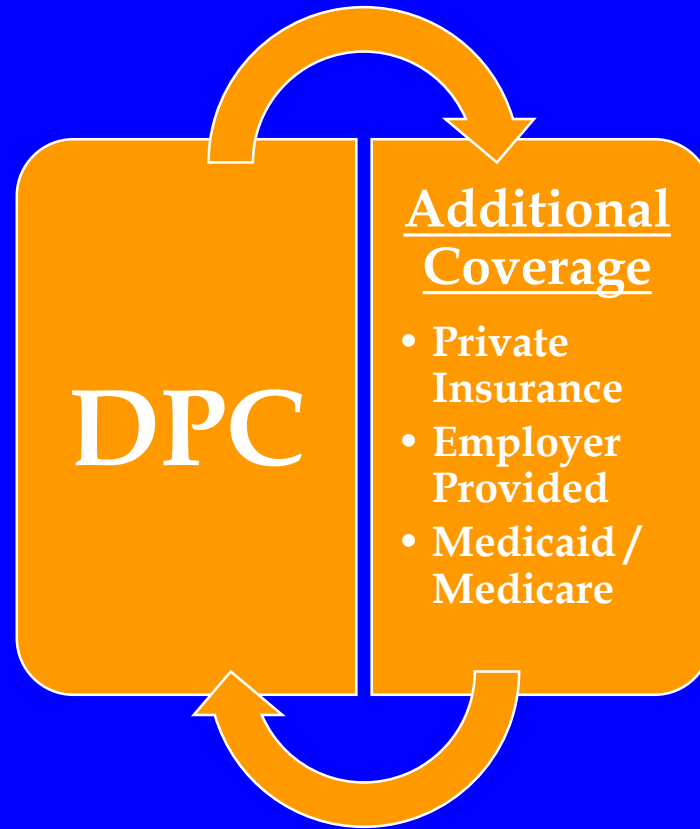 DPC
Additional
Coverage
• Private
Insurance
• Employer
Provided
• Medicaid /
Medicare